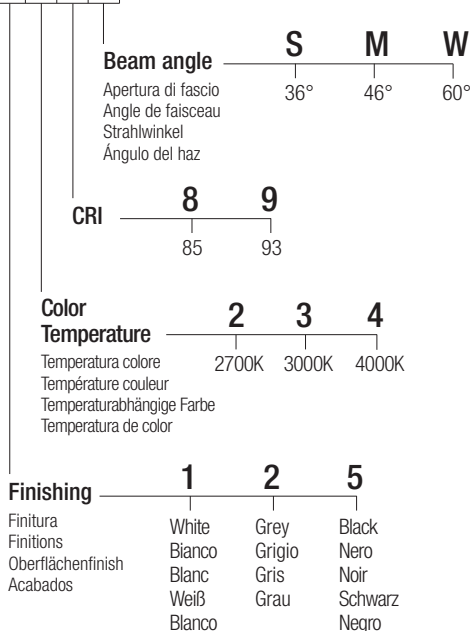 Beam angle S M W
Apertura di fascio 36° 46° 60°
Angle de faisceau
Strahlwinkel
Ángulo del haz
CRI 8 9
85 93
Color
Temperature 2 3 4
Temperatura colore 2700K 3000K 4000K
Température couleur
Temperaturabhängige Farbe
Temperatura de color
Finishing 1 2 5
Finitura White Grey Black
Finitions Bianco Grigio Nero
Oberflächenfinish Blanc Gris Noir
Acabados Weiß Grau Schwarz
Blanco Negro